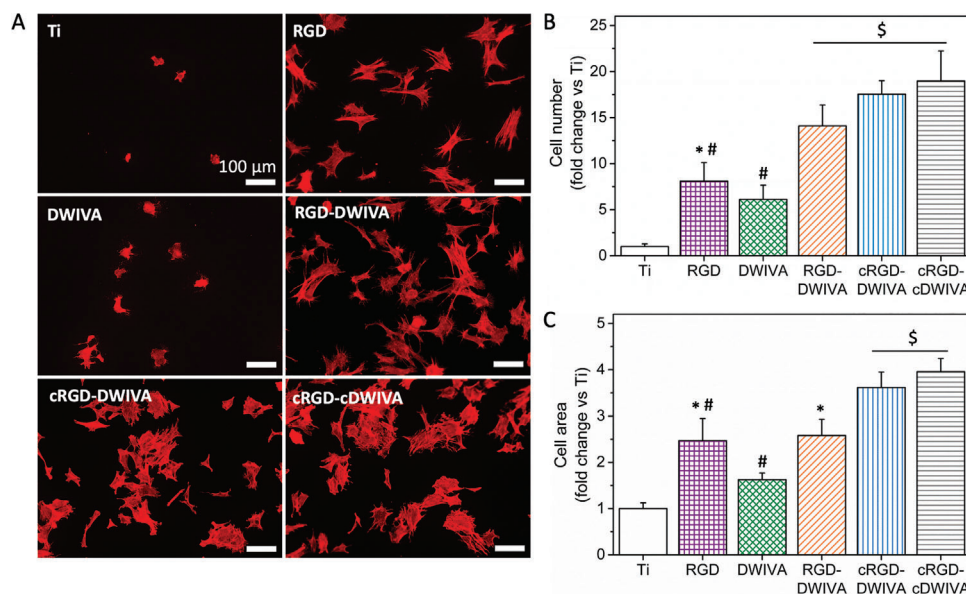 A
Ti
100 µm
RGD
DWIVA
RGD-DWIVA
cRGD-DWIVA
cRGD-cDWIVA
B
Cell number
(fold change vs Ti)
25
20
15
10
5
0
* #
#
$
Ti
RGD
DWIVA
RGD-
DWIVA
cRGD-
DWIVA
cRGD-
cDWIVA
C
Cell area
(fold change vs Ti)
5
4
3
2
1
0
* #
#
*
$
Ti
RGD
DWIVA
RGD-
DWIVA
cRGD-
DWIVA
cRGD-
cDWIVA